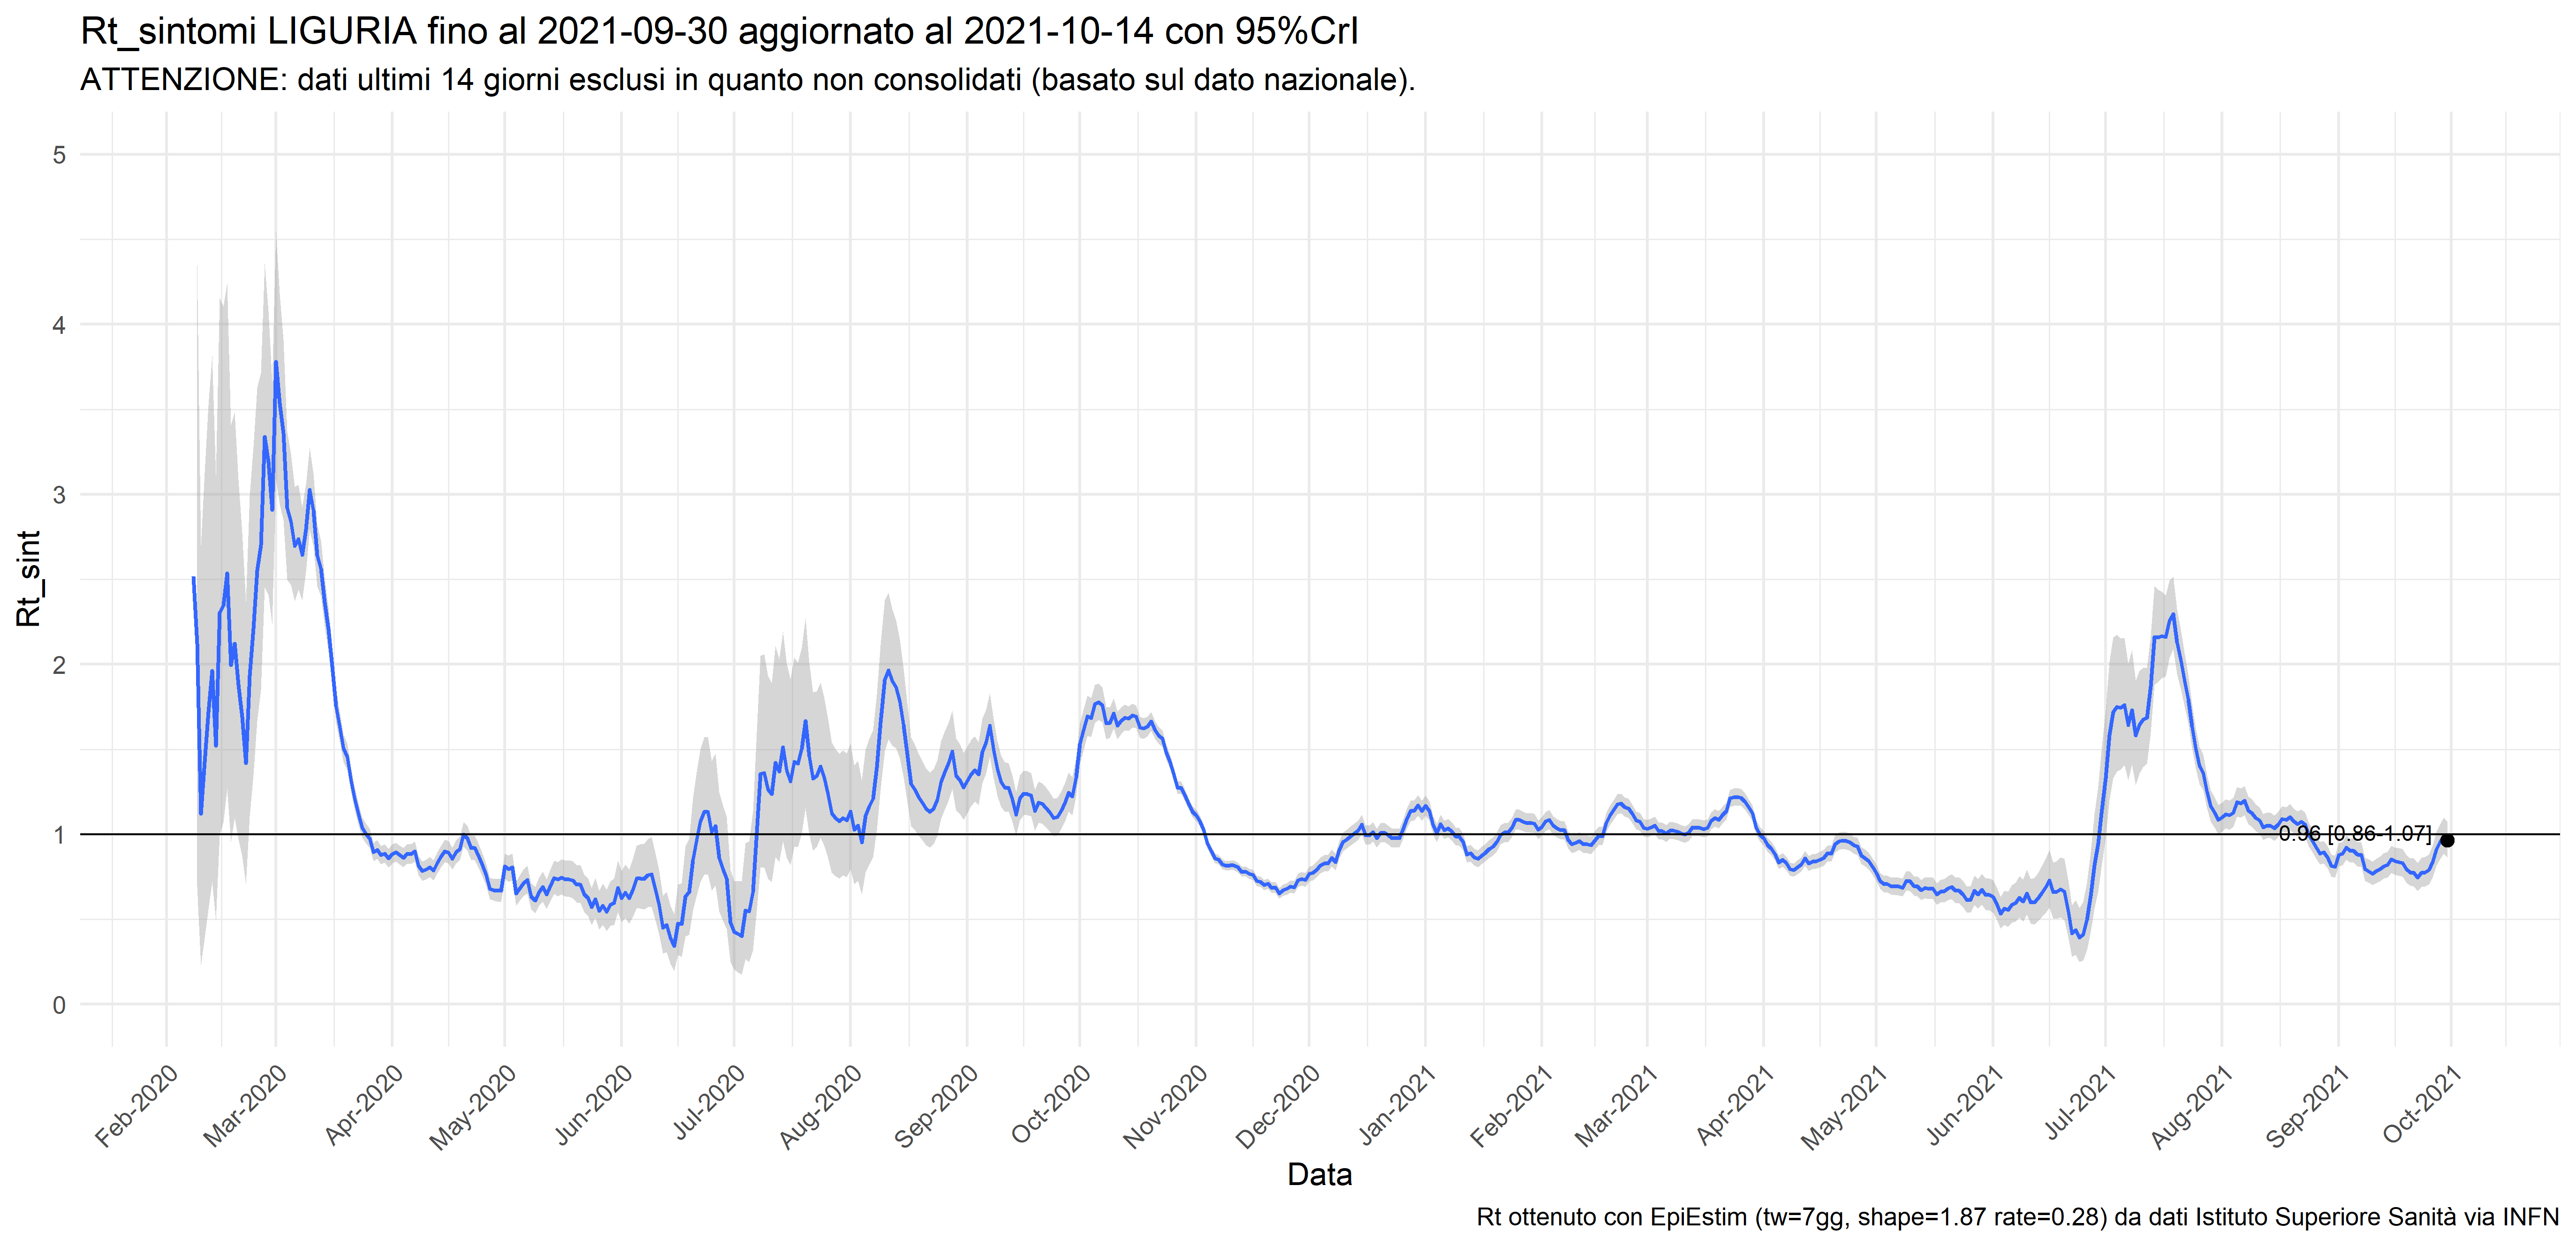 Rt_sintomi LIGURIA fino al 2021-09-30 aggiornato al 2021-10-14 con 95%CrI
ATTENZIONE: dati ultimi 14 giorni esclusi in quanto non consolidati (basato sul dato nazionale).
5
4
3
2
1
0
Rt_sint
0.96 [0.86-1.07]
Feb-2020
Mar-2020
Apr-2020
May-2020
Jun-2020
Jul-2020
Aug-2020
Sep-2020
Oct-2020
Nov-2020
Dec-2020
Jan-2021
Feb-2021
Mar-2021
Apr-2021
May-2021
Jun-2021
Jul-2021
Aug-2021
Sep-2021
Oct-2021
Data
Rt ottenuto con EpiEstim (tw=7gg, shape=1.87 rate=0.28) da dati Istituto Superiore Sanità via INFN